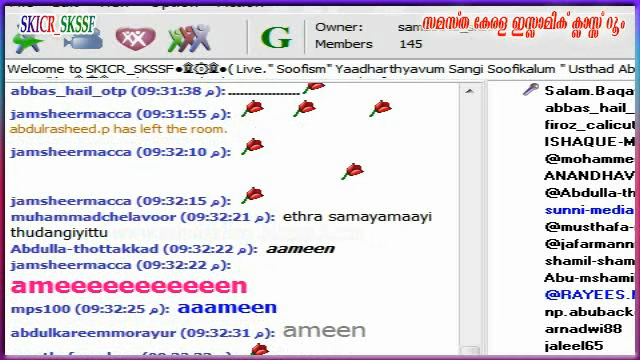 SKICR_SKSSF
സമസ്ത കേരള ഇസ്ലാമിക് ക്ലാസ്സ് റൂം
Owner:
Members 145
Welcome to SKICR_SKSSF ( Live." Soofism" Yaadharthyavum Sangi Soofikalum " Usthad Ab
abbas_hail_otp (09:31:38 م):
jamsheermacca (09:31:55 م):
abdulrasheed.p has left the room.
jamsheermacca (09:32:10 م):
jamsheermacca (09:32:15 م):
muhammadchelavoor (09:32:21 م): ethra samayamaayi
thudangiyittu
Abdulla-thottakkad (09:32:22 م): aameen
jamsheermacca (09:32:22 م):
ameeeeeeeeeeen
mps100 (09:32:25 م): aaameen
abdulkareemmorayur (09:32:31 م): ameen
Salam.Baqa
abbas_hail_
firoz_calicut
ISHAQUE-M
@mohamme
ANANDHAV
@Abdulla-th
sunni-media
@musthafa-
@jafarmann
shamil-sham
Abu-mshami
@RAYEES.M
np.abuback
arnadwi88
jaleel65